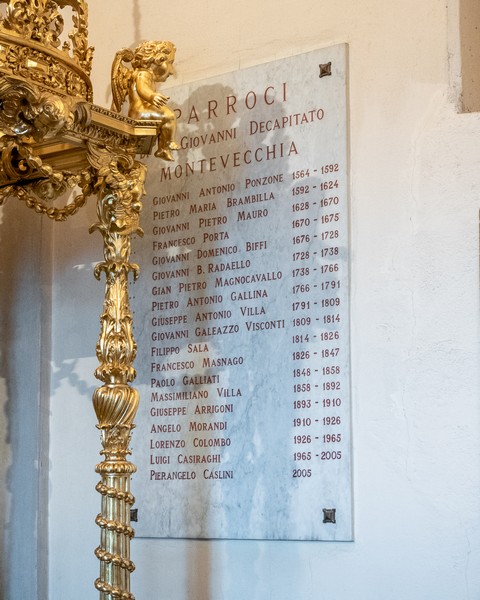 PARROCI
GIOVANNI DECAPITATO
MONTEVECCHIA
GIOVANNI ANTONIO PONZONE 1564 - 1592
PIETRO MARIA BRAMBILLA 1592 - 1624
GIOVANNI PIETRO MAURO 1628 - 1670
FRANCESCO PORTA 1670 - 1675
GIOVANNI DOMENICO BIFFI 1676 - 1728
GIOVANNI B. RADAELLO 1728 - 1738
GIAN PIETRO MAGNOCAVALLO 1738 - 1766
PIETRO ANTONIO GALLINA 1766 - 1791
GIUSEPPE ANTONIO VILLA 1791 - 1809
GIOVANNI GALEAZZO VISCONTI 1809 - 1814
FILIPPO SALA 1814 - 1826
FRANCESCO MASNAGO 1826 - 1847
PAOLO GALLIATI 1848 - 1858
MASSIMILIANO VILLA 1858 - 1892
GIUSEPPE ARRIGONI 1893 - 1910
ANGELO MORANDI 1910 - 1926
LORENZO COLOMBO 1926 - 1965
LUIGI CASIRAGHI 1965 - 2005
PIERANGELO CASLINI 2005